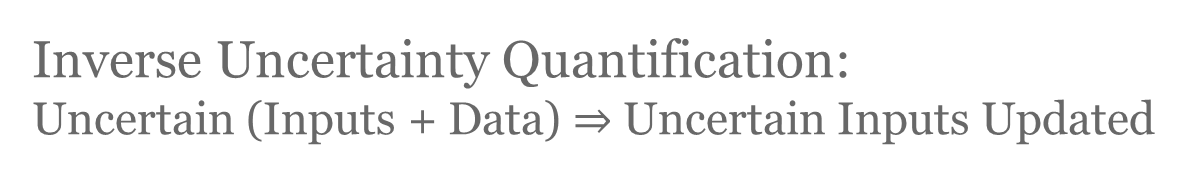 Inverse Uncertainty Quantification:
Uncertain (Inputs + Data) ⇒ Uncertain Inputs Updated